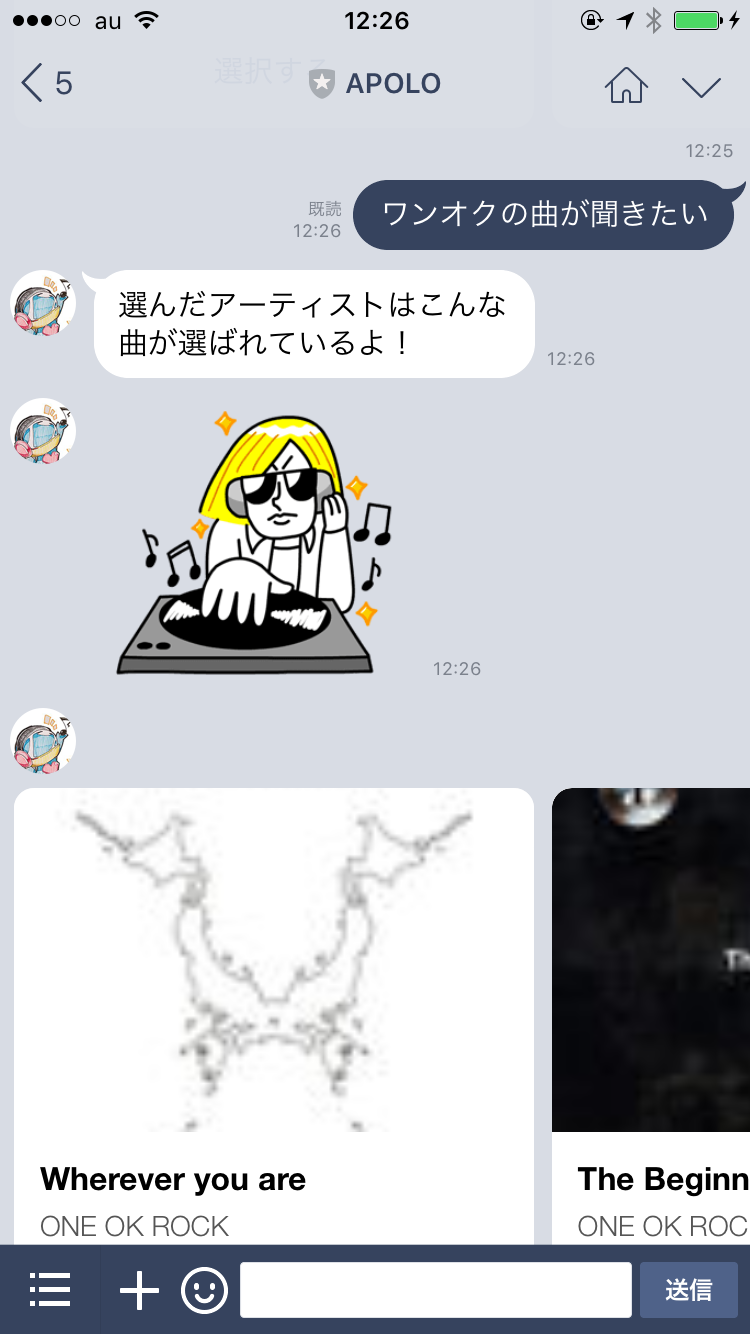 au 12:26
選択する
5 APOLO
12:25
ワンオクの曲が聞きたい
既読
12:26
選んだアーティストはこんな
曲が選ばれているよ！
12:26
12:26
Th
Wherever you are
ONE OK ROCK
The Beginn
ONE OK ROC
送信